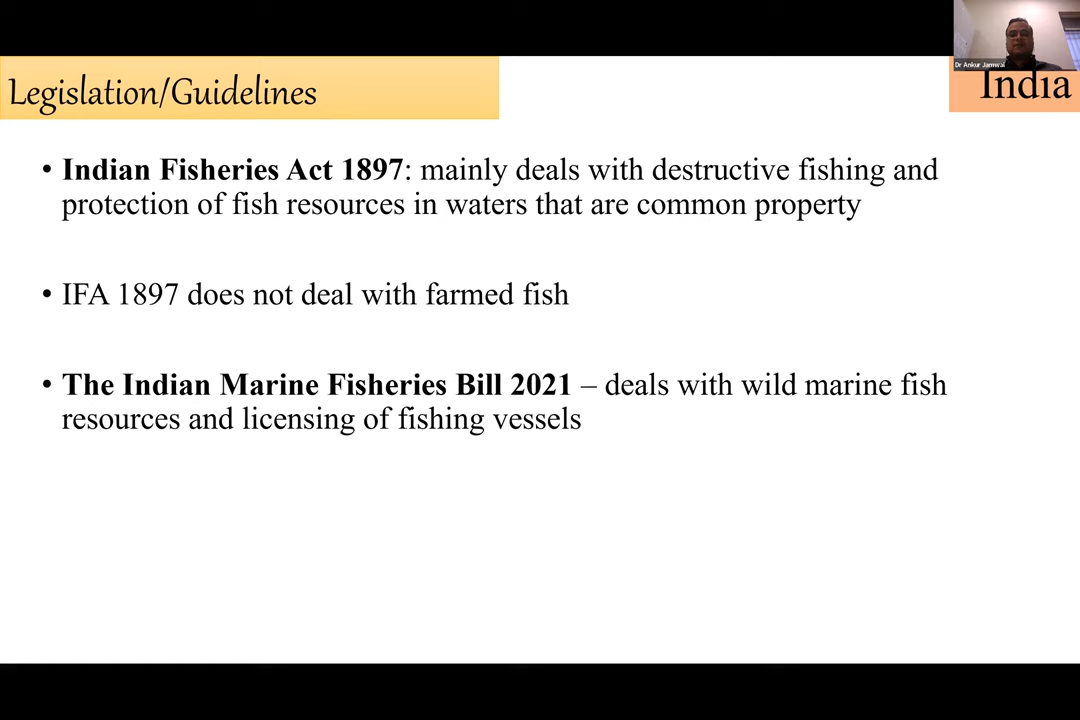 Dr Ankur Jamwal
Legislation/Guidelines
India
• Indian Fisheries Act 1897: mainly deals with destructive fishing and
protection of fish resources in waters that are common property
• IFA 1897 does not deal with farmed fish
• The Indian Marine Fisheries Bill 2021 – deals with wild marine fish
resources and licensing of fishing vessels